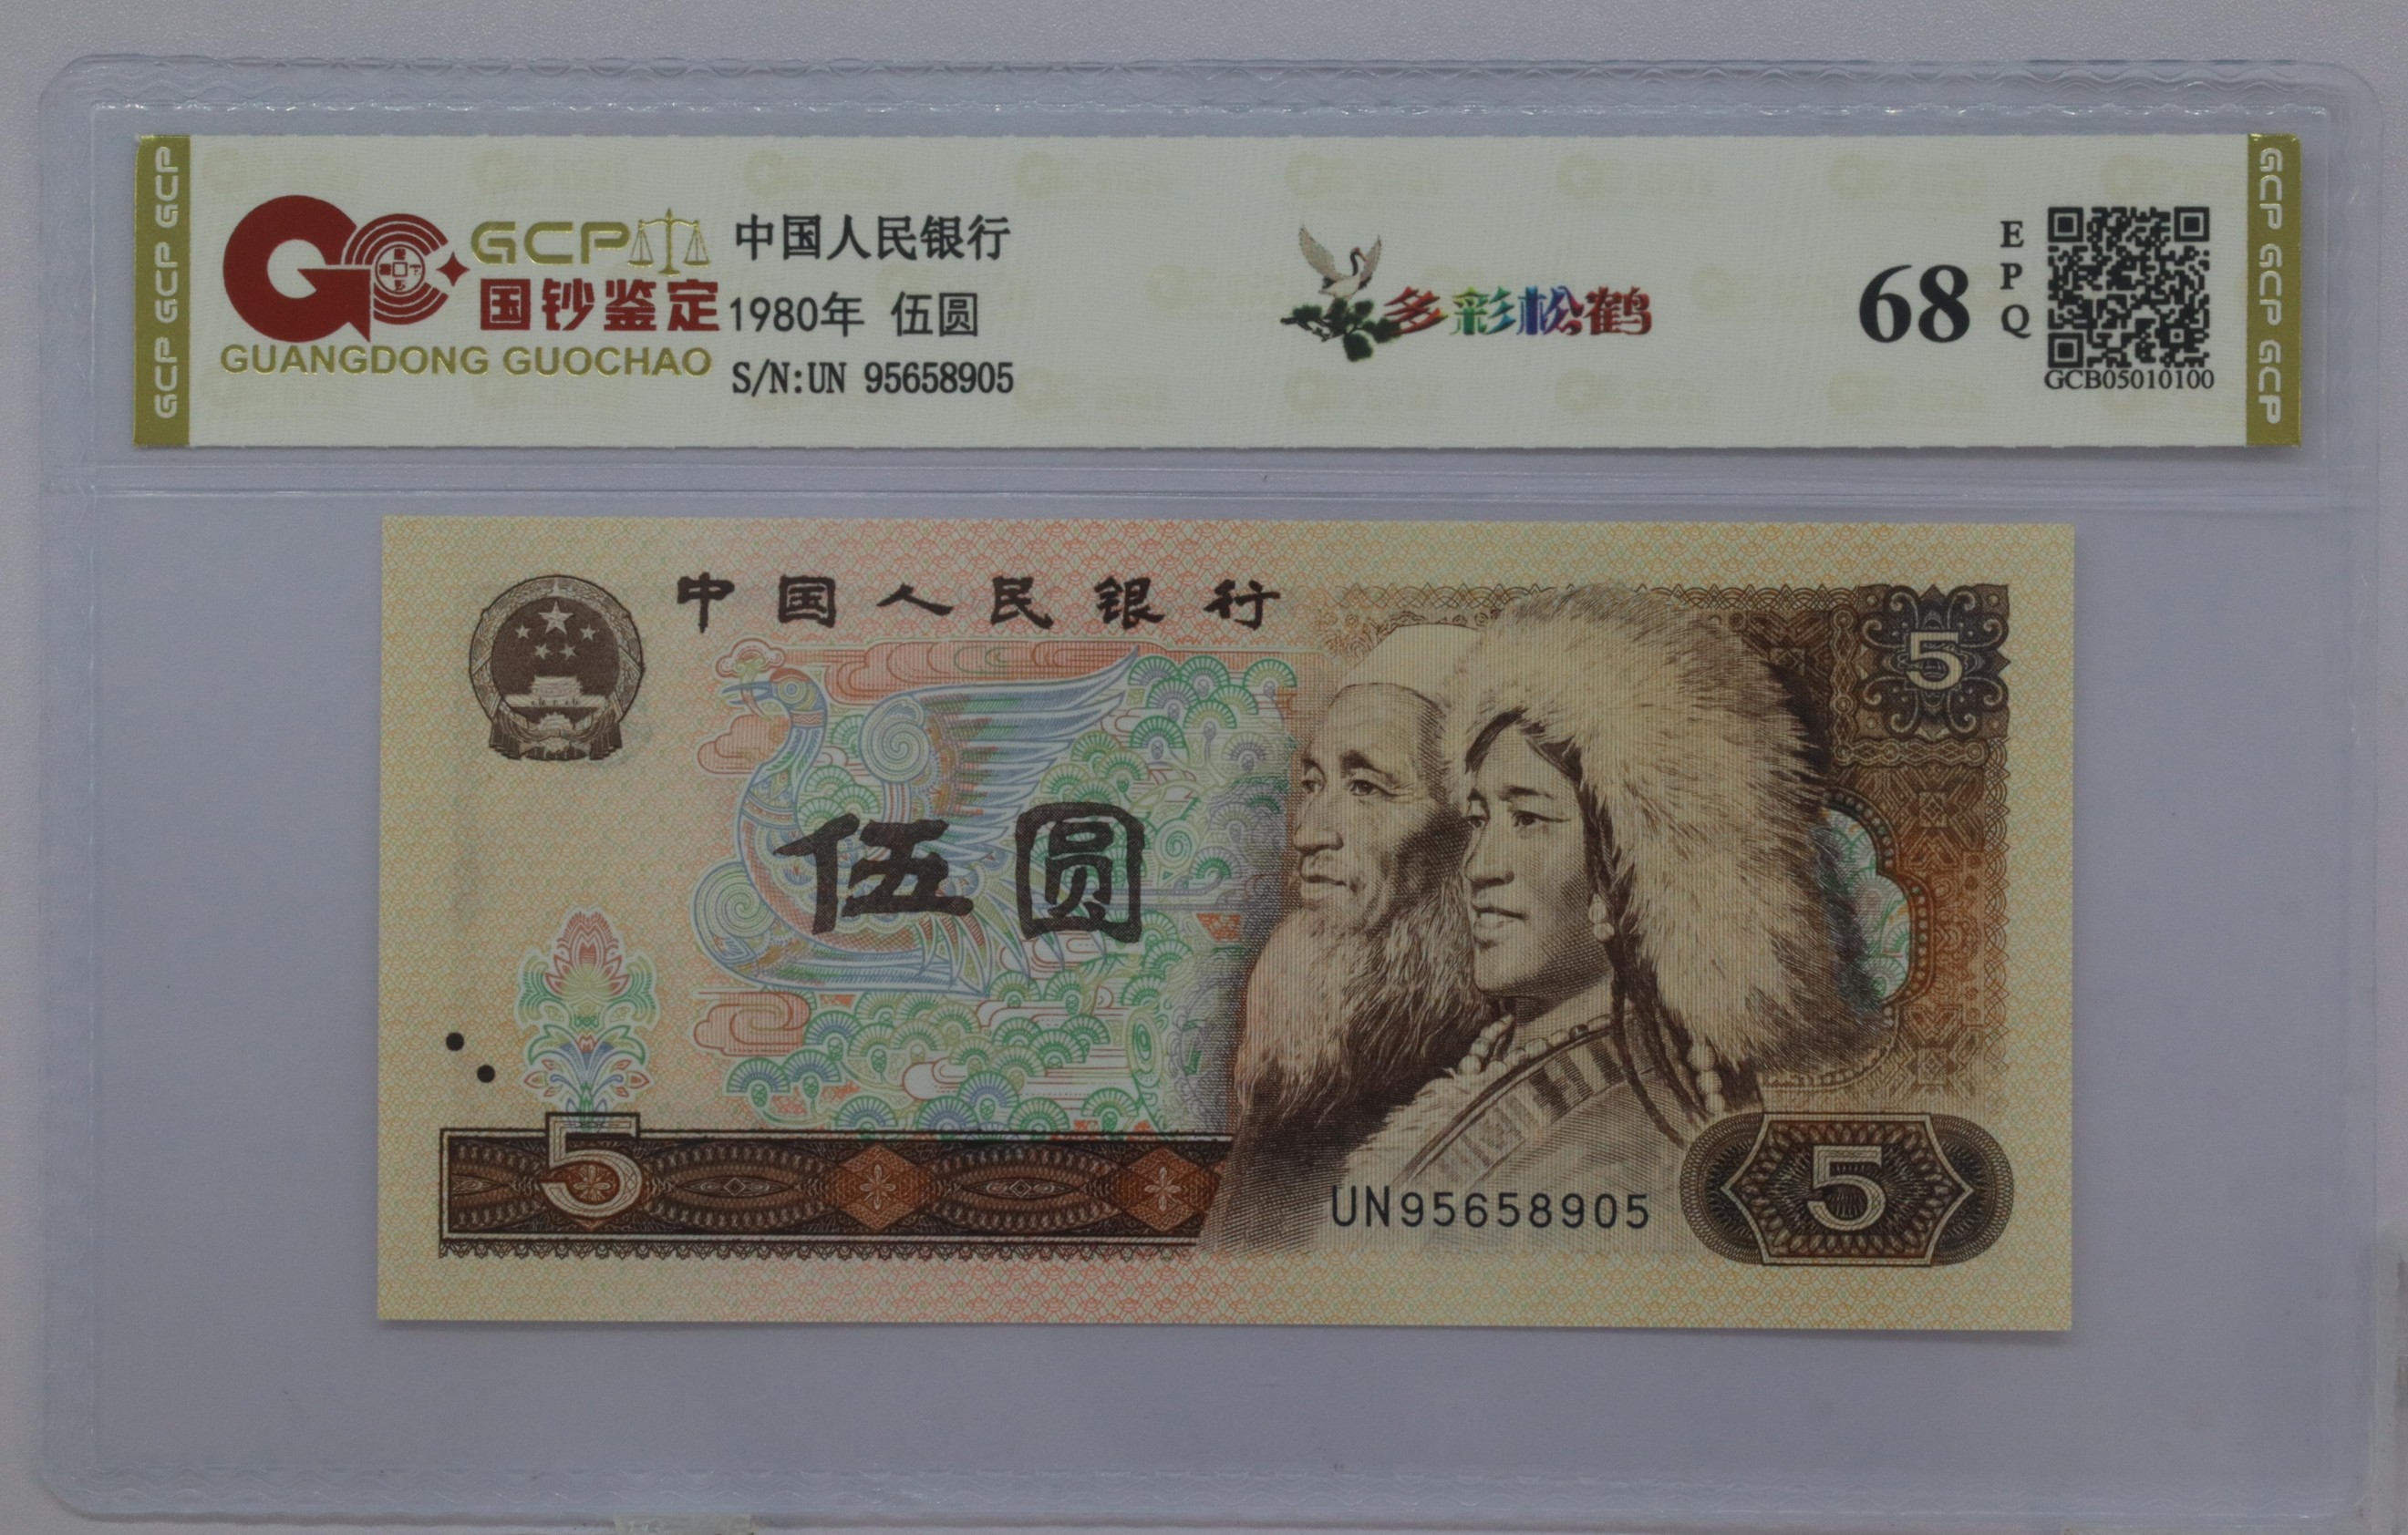 GCP GCP GCP
GCP
国钞鉴定
GUANGDONG GUOCHAO
中国人民银行
1980年 伍圆
S/N:UN 95658905
多彩松鹤
68
EPQ
GCB05010100
GCP GCP GCP
中国人民银行
5
伍圆
5
UN95658905
5